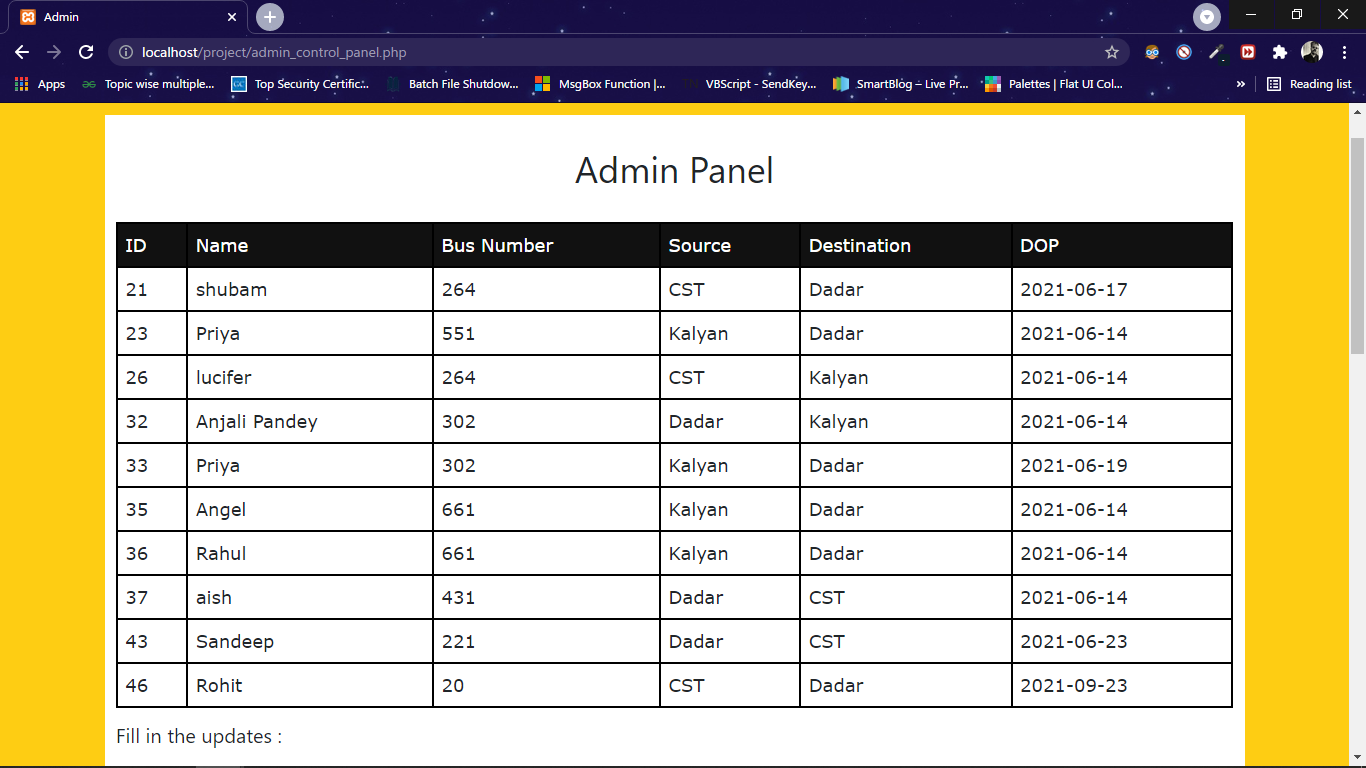 Admin
localhost/project/admin_control_panel.php
Apps Topic wise multiple... Top Security Certific... Batch File Shutdow... MsgBox Function |... VBScript - SendKey... SmartBlog – Live Pr... Palettes | Flat UI Col... » Reading list
Admin Panel
ID Name Bus Number Source Destination DOP
21 shubam 264 CST Dadar 2021-06-17
23 Priya 551 Kalyan Dadar 2021-06-14
26 lucifer 264 CST Kalyan 2021-06-14
32 Anjali Pandey 302 Dadar Kalyan 2021-06-14
33 Priya 302 Kalyan Dadar 2021-06-19
35 Angel 661 Kalyan Dadar 2021-06-14
36 Rahul 661 Kalyan Dadar 2021-06-14
37 aish 431 Dadar CST 2021-06-14
43 Sandeep 221 Dadar CST 2021-06-23
46 Rohit 20 CST Dadar 2021-09-23
Fill in the updates :